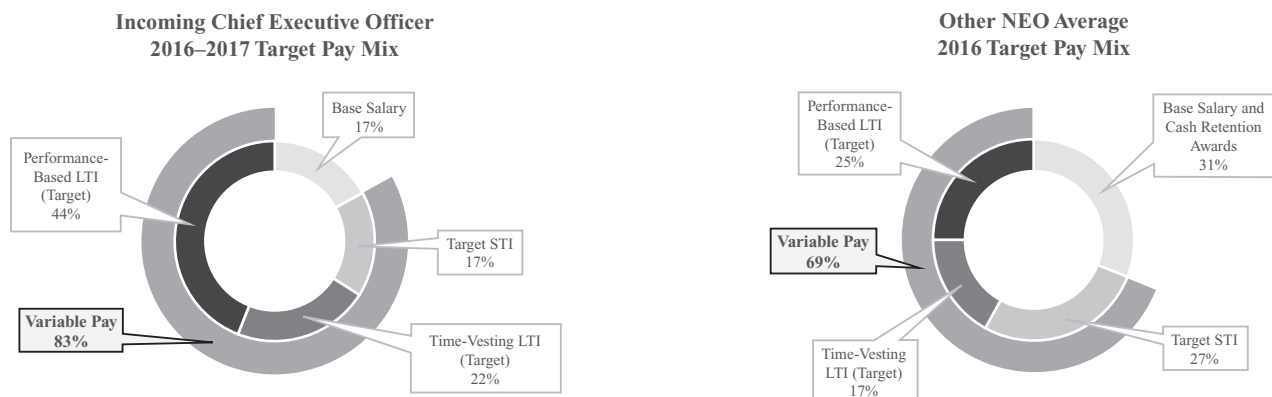 Incoming Chief Executive Officer
2016–2017 Target Pay Mix
Base Salary
17%
Performance-
Based LTI
(Target)
44%
Target STI
17%
Variable Pay
83%
Time-Vesting LTI
(Target)
22%
Other NEO Average
2016 Target Pay Mix
Performance-
Based LTI
(Target)
25%
Base Salary and
Cash Retention
Awards
31%
Variable Pay
69%
Target STI
27%
Time-Vesting
LTI (Target)
17%